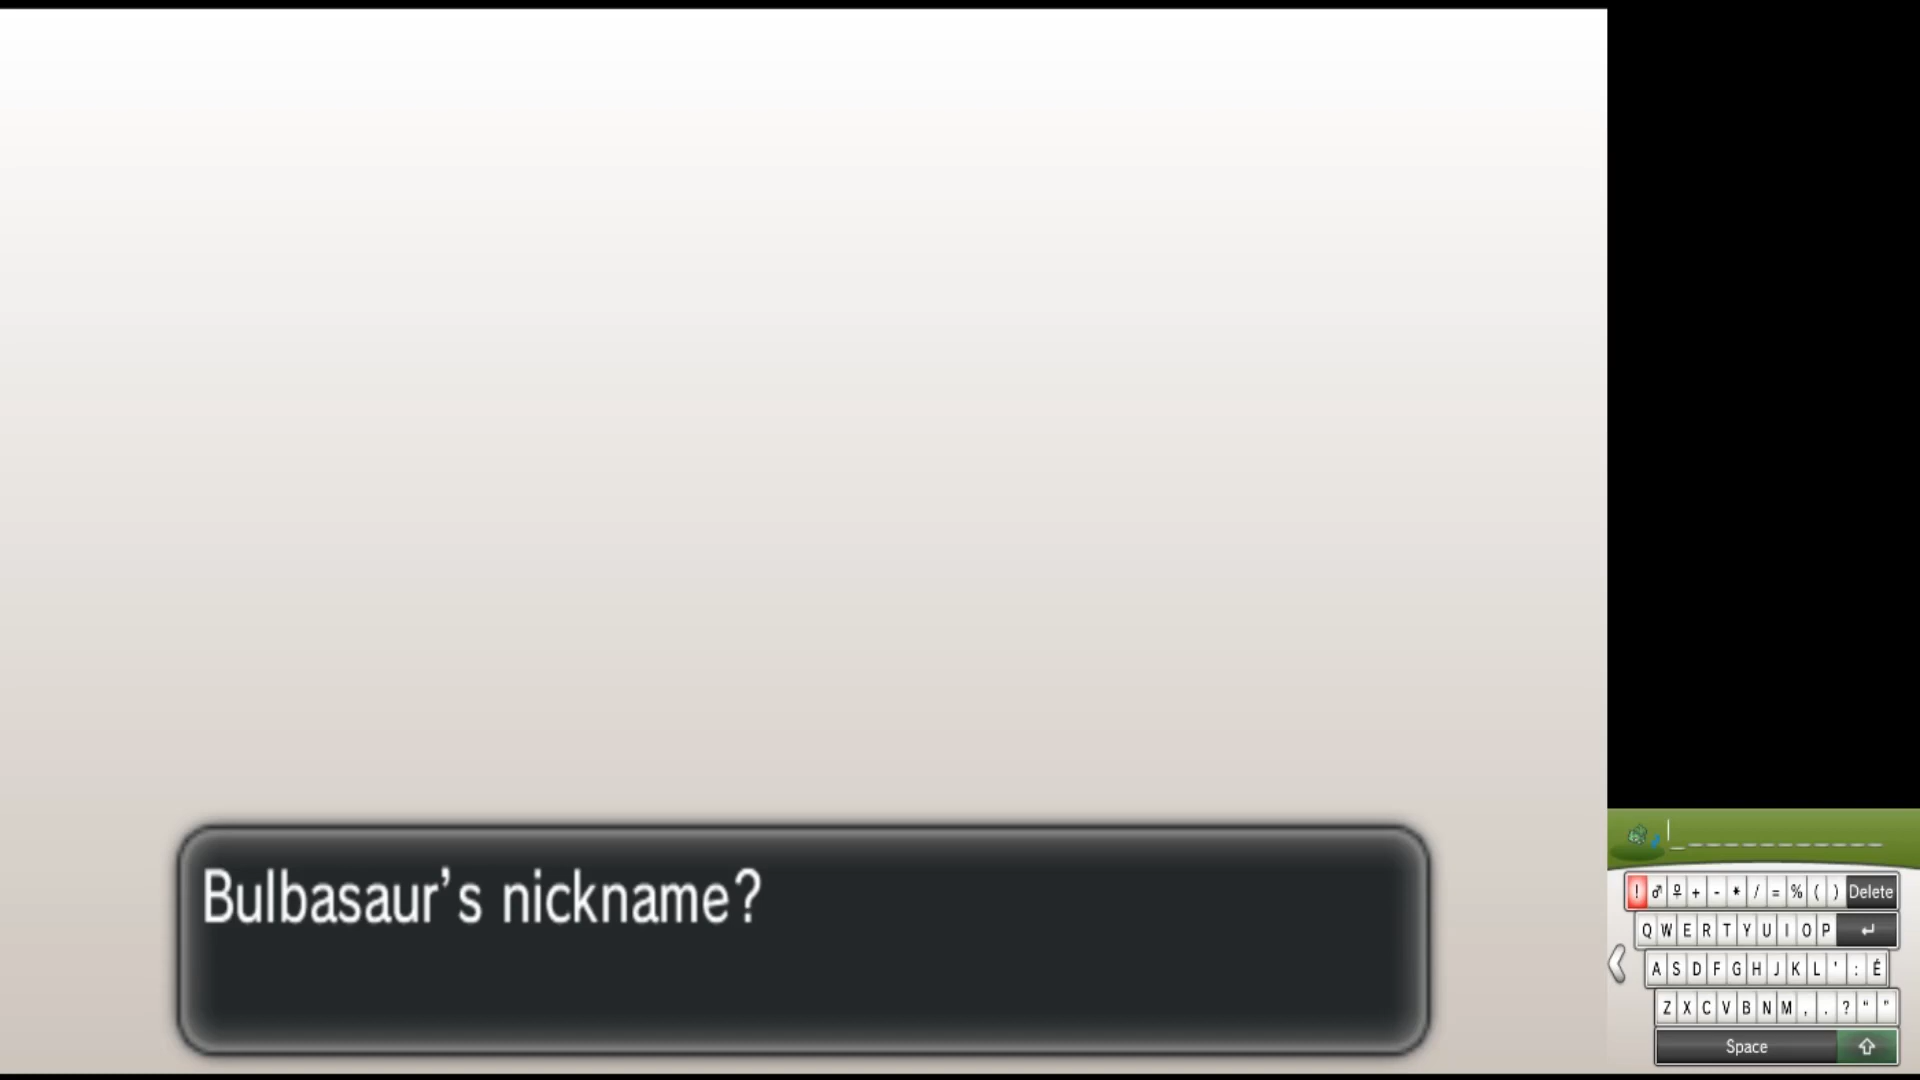 Bulbasaur's nickname?
! ♂ ♀ + - * / = % ( ) Delete
Q W E R T Y U I O P ↵
A S D F G H J K L ' : É
Z X C V B N M , . ? “ ”
Space